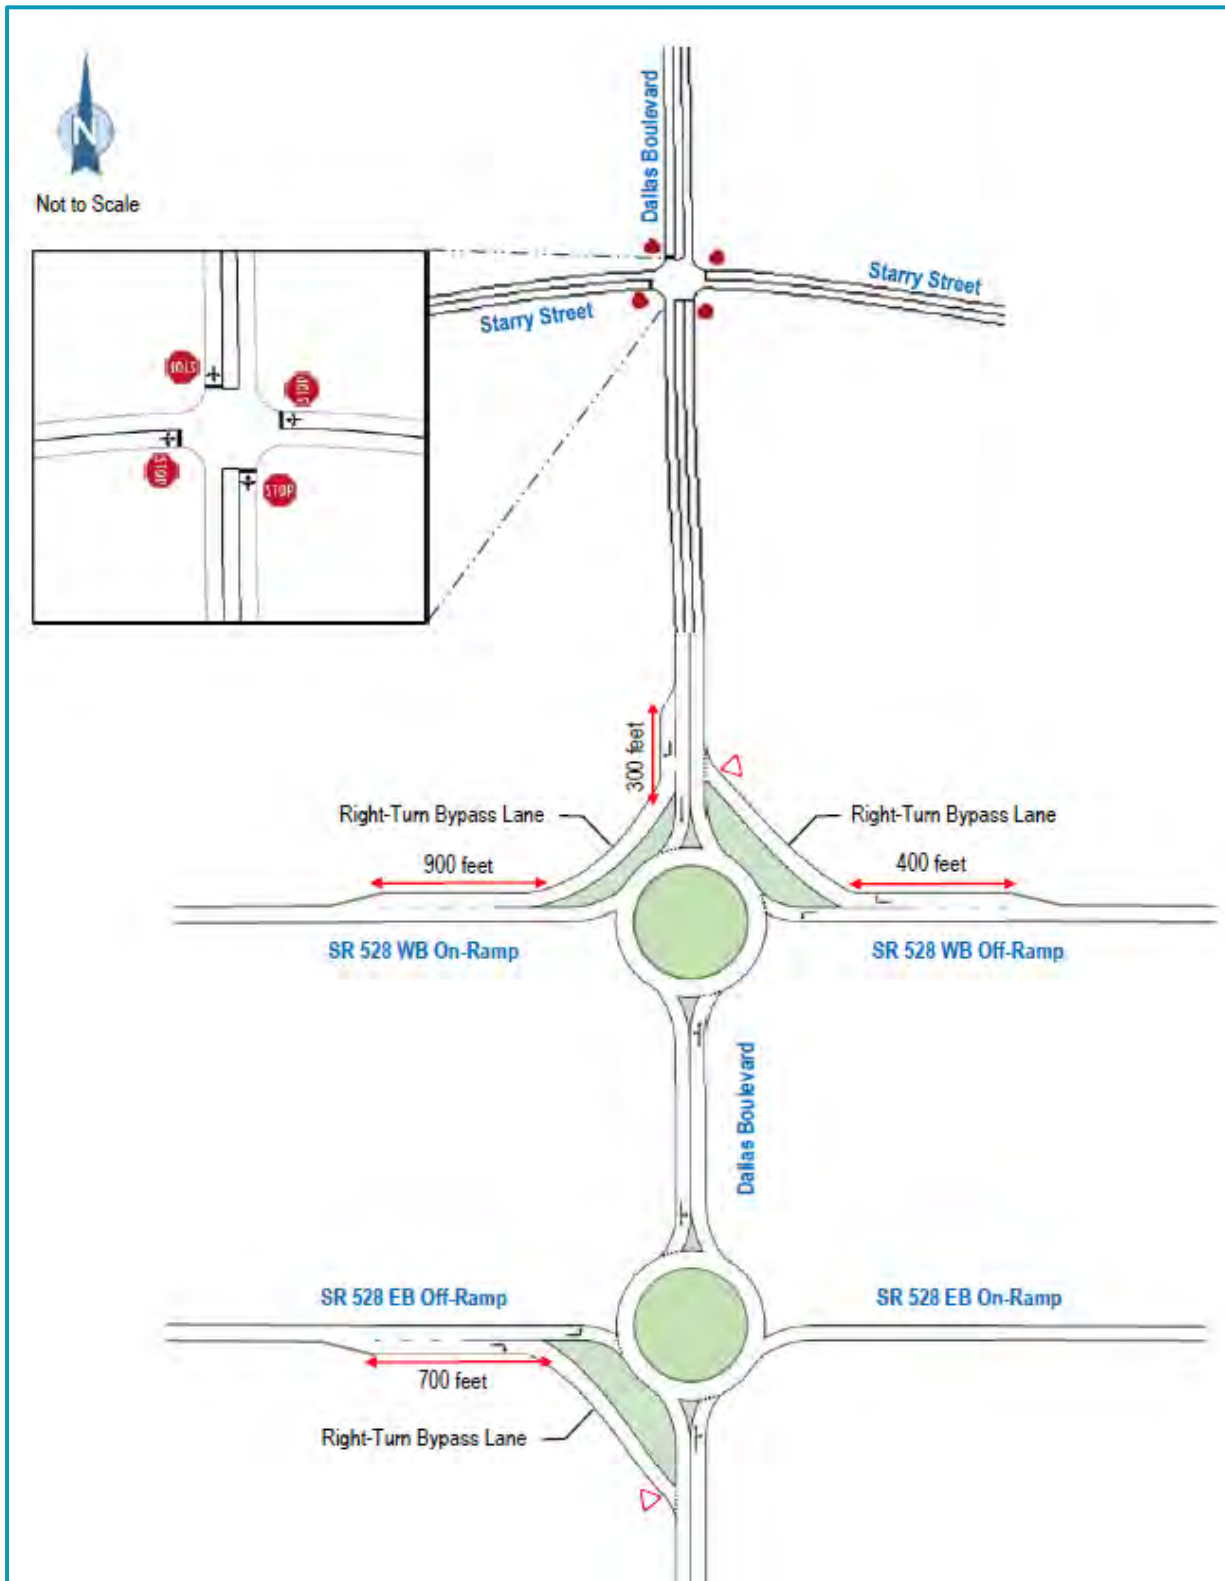 N
Not to Scale
Dallas Boulevard
Starry Street
Starry Street
STOP
STOP
STOP
STOP
300 feet
Right-Turn Bypass Lane
Right-Turn Bypass Lane
900 feet
400 feet
SR 528 WB On-Ramp
SR 528 WB Off-Ramp
Dallas Boulevard
SR 528 EB Off-Ramp
SR 528 EB On-Ramp
700 feet
Right-Turn Bypass Lane